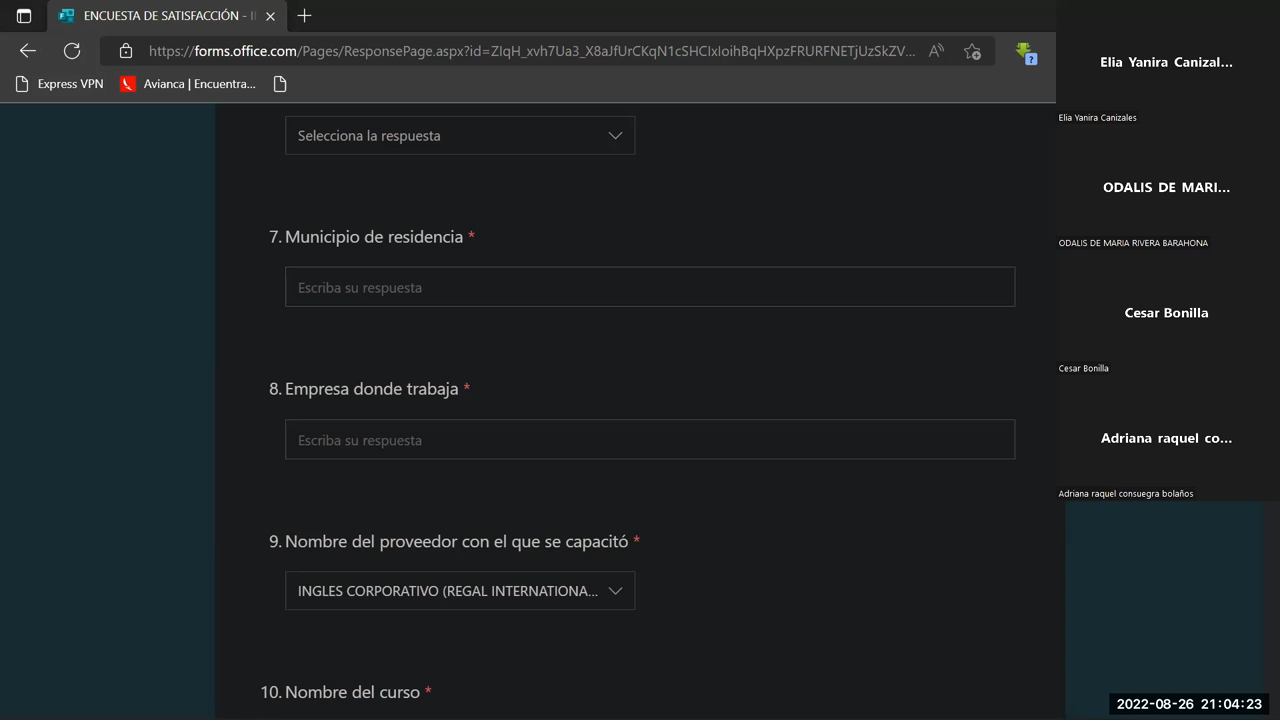 ENCUESTA DE SATISFACCIÓN - I
https://forms.office.com/Pages/ResponsePage.aspx?id=ZIqH_xvh7Ua3_X8aJfUrCKqN1cSHCIxIoihBqHXpzFRURFNETjUzSkZV...
Express VPN
Avianca | Encuentra...
Selecciona la respuesta
7. Municipio de residencia *
Escriba su respuesta
8. Empresa donde trabaja *
Escriba su respuesta
9. Nombre del proveedor con el que se capacitó *
INGLES CORPORATIVO (REGAL INTERNATIONA...
10. Nombre del curso *
Elia Yanira Canizal...
Elia Yanira Canizales
ODALIS DE MARI...
ODALIS DE MARIA RIVERA BARAHONA
Cesar Bonilla
Cesar Bonilla
Adriana raquel co...
Adriana raquel consuegra bolaños
2022-08-26 21:04:23